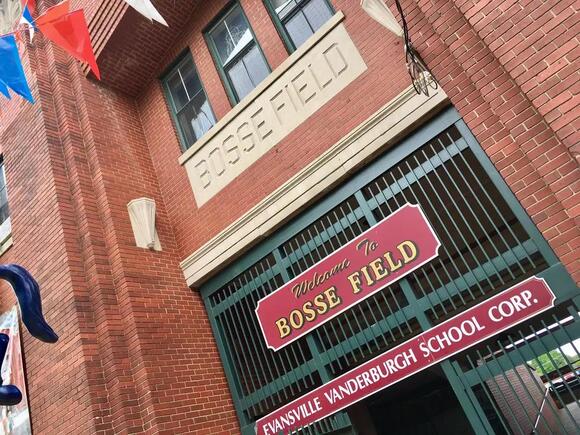 BOSSE FIELD
Welcome To
BOSSE FIELD
EVANSVILLE VANDERBURGH SCHOOL CORP.